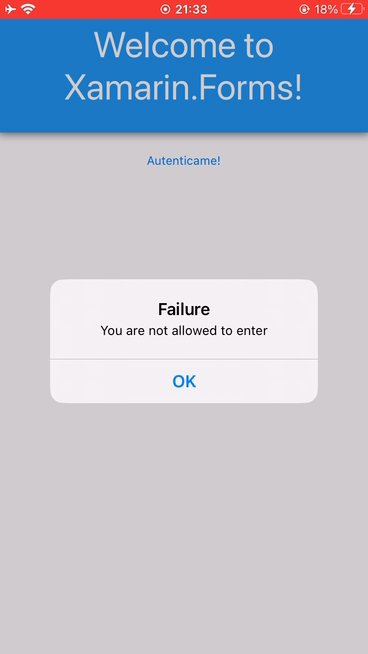 21:33
18%
Welcome to
Xamarin.Forms!
Autenticame!
Failure
You are not allowed to enter
OK